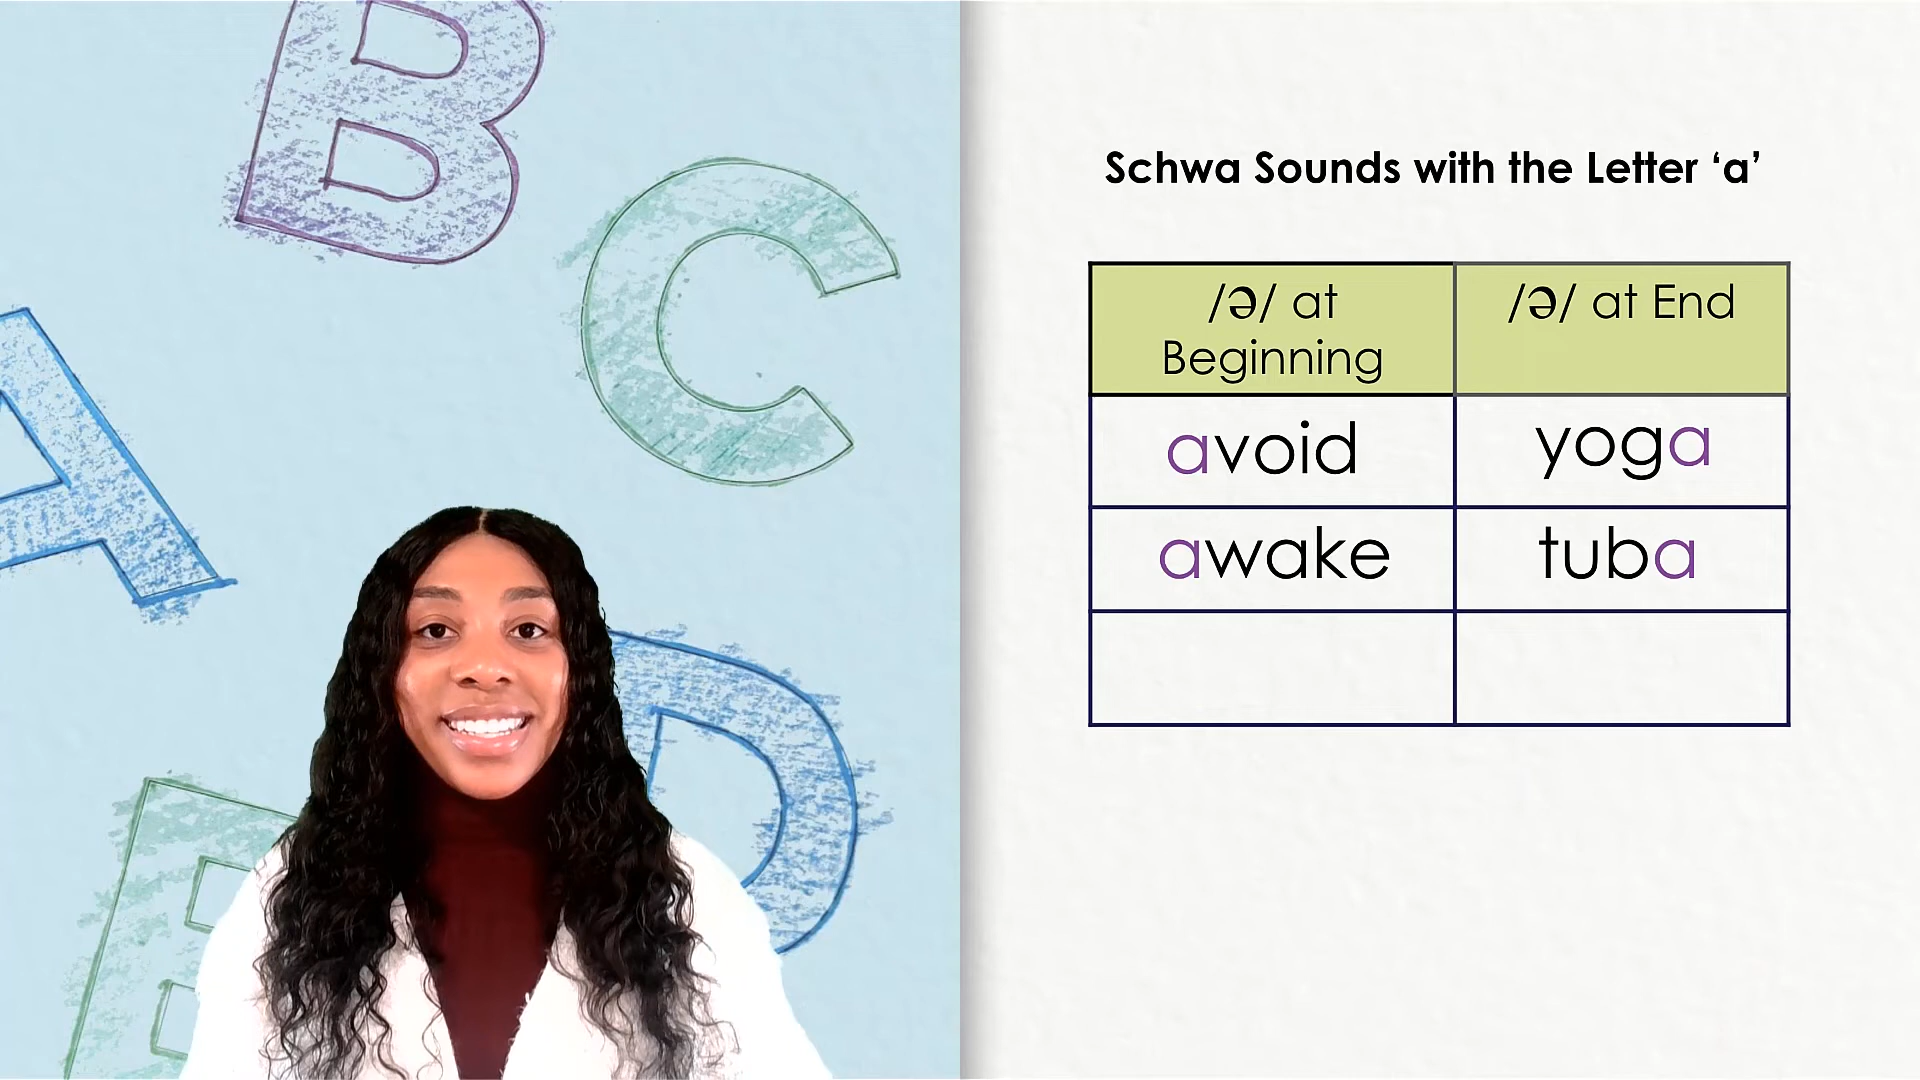 B
C
A
D
E
Schwa Sounds with the Letter ‘a’
/ə/ at Beginning
/ə/ at End
avoid
yoga
awake
tuba